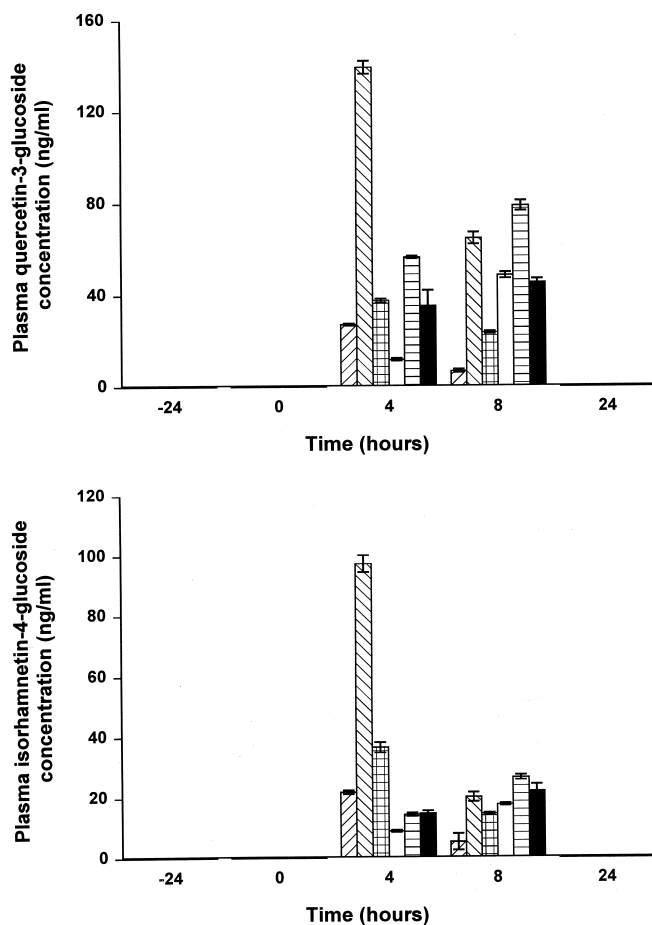 Plasma quercetin-3-glucoside
concentration (ng/ml)
160
120
80
40
0
-24 0 4 8 24
Time (hours)
Plasma isorhamnetin-4-glucoside
concentration (ng/ml)
120
100
80
60
40
20
0
-24 0 4 8 24
Time (hours)